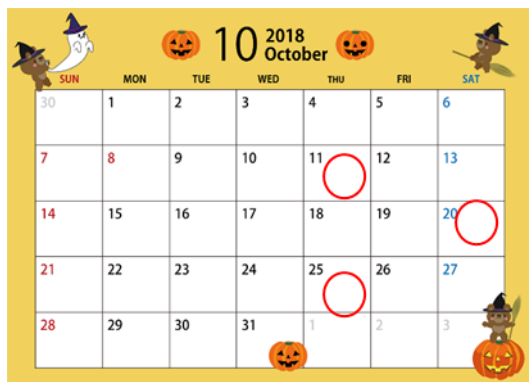 10 2018
October
SUN MON TUE WED THU FRI SAT
30 1 2 3 4 5 6
7 8 9 10 11 12 13
14 15 16 17 18 19 20
21 22 23 24 25 26 27
28 29 30 31 1 2 3